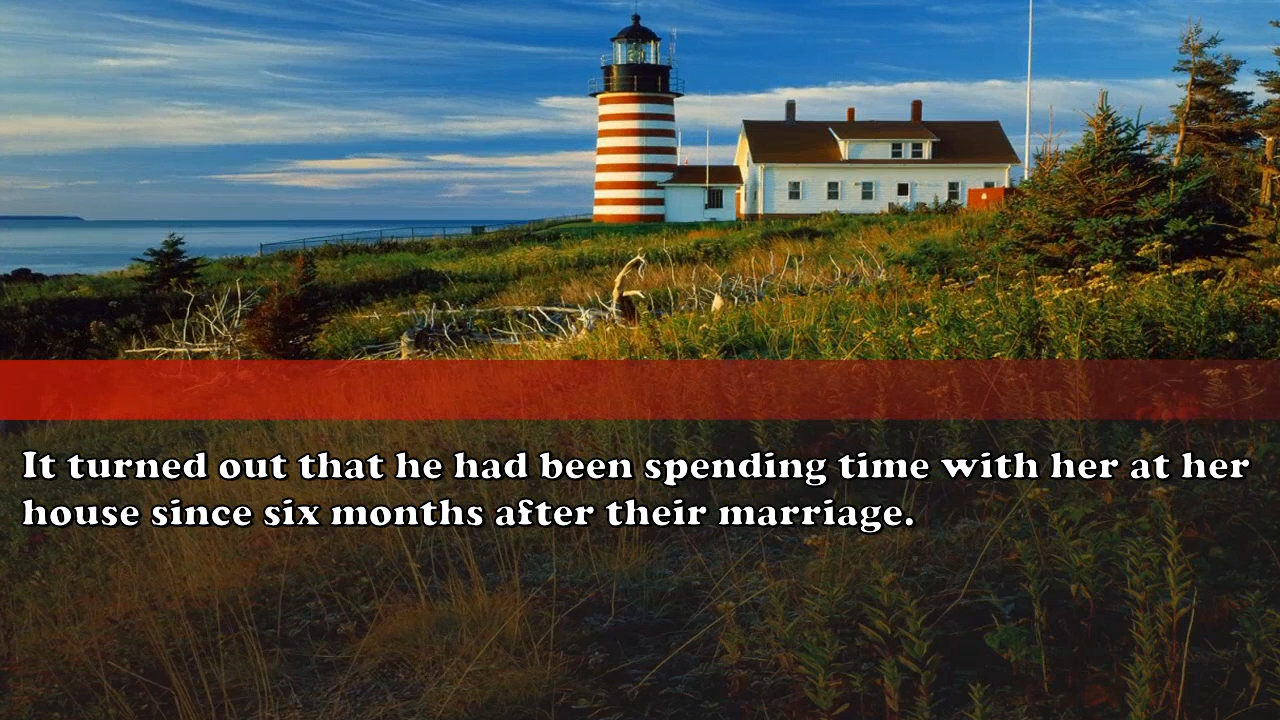 It turned out that he had been spending time with her at her
house since six months after their marriage.